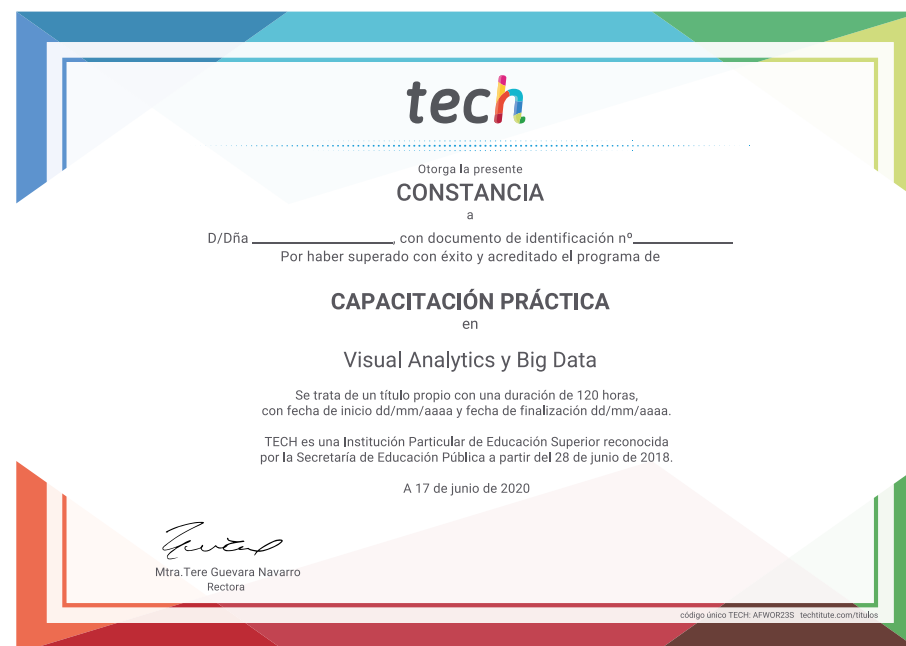 tech
Otorga la presente
CONSTANCIA
a
D/Dña ____________________, con documento de identificación nº______________
Por haber superado con éxito y acreditado el programa de
CAPACITACIÓN PRÁCTICA
en
Visual Analytics y Big Data
Se trata de un título propio con una duración de 120 horas,
con fecha de inicio dd/mm/aaaa y fecha de finalización dd/mm/aaaa.
TECH es una Institución Particular de Educación Superior reconocida
por la Secretaría de Educación Pública a partir del 28 de junio de 2018.
A 17 de junio de 2020
Mtra.Tere Guevara Navarro
Rectora
código único TECH: AFWOR23S techtitute.com/titulos